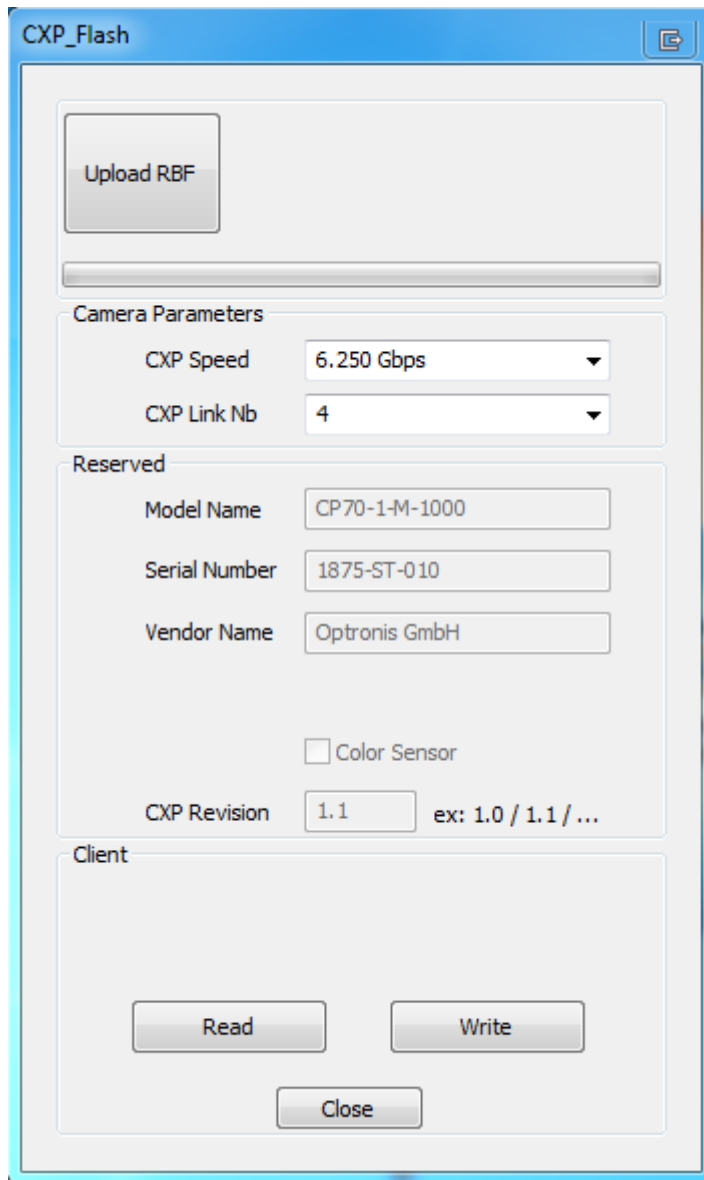 CXP_Flash
Upload RBF
Camera Parameters
CXP Speed 6.250 Gbps
CXP Link Nb 4
Reserved
Model Name CP70-1-M-1000
Serial Number 1875-ST-010
Vendor Name Optronis GmbH
Color Sensor
CXP Revision 1.1 ex: 1.0 / 1.1 / ...
Client
Read Write
Close